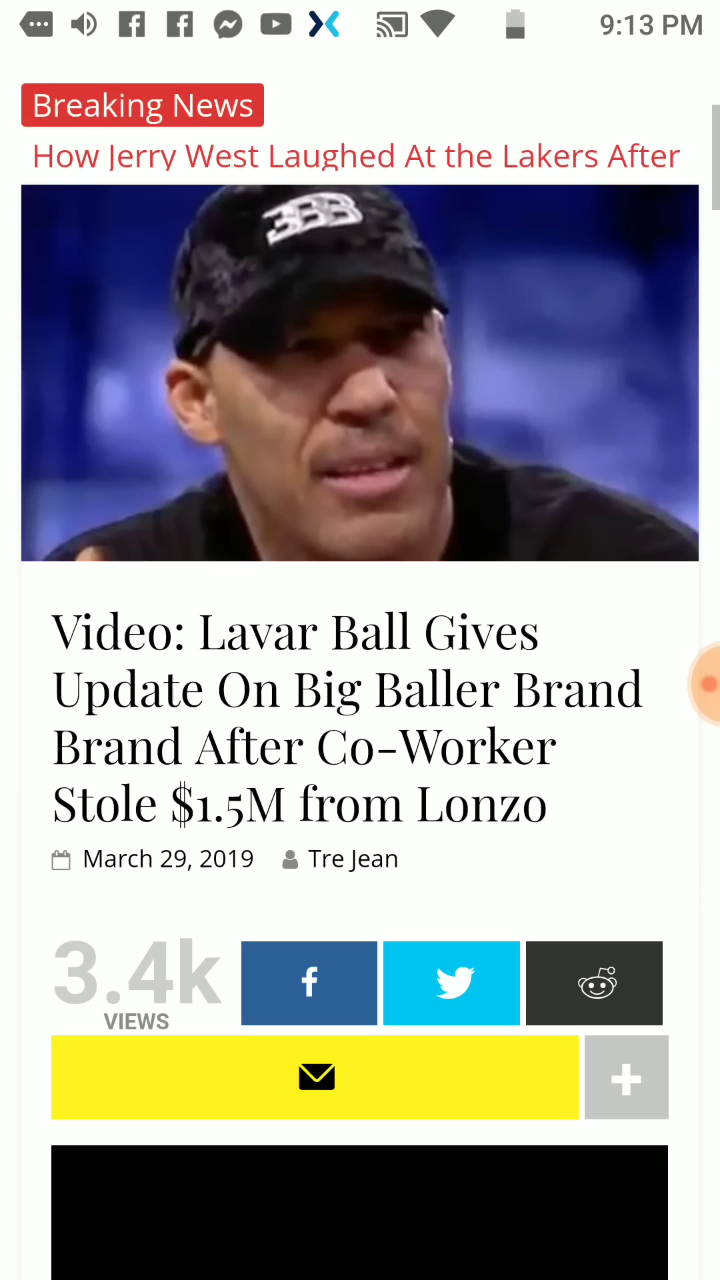 9:13 PM
Breaking News
How Jerry West Laughed At the Lakers After
BBB
Video: Lavar Ball Gives
Update On Big Baller Brand
Brand After Co-Worker
Stole $1.5M from Lonzo
March 29, 2019 Tre Jean
3.4k
VIEWS